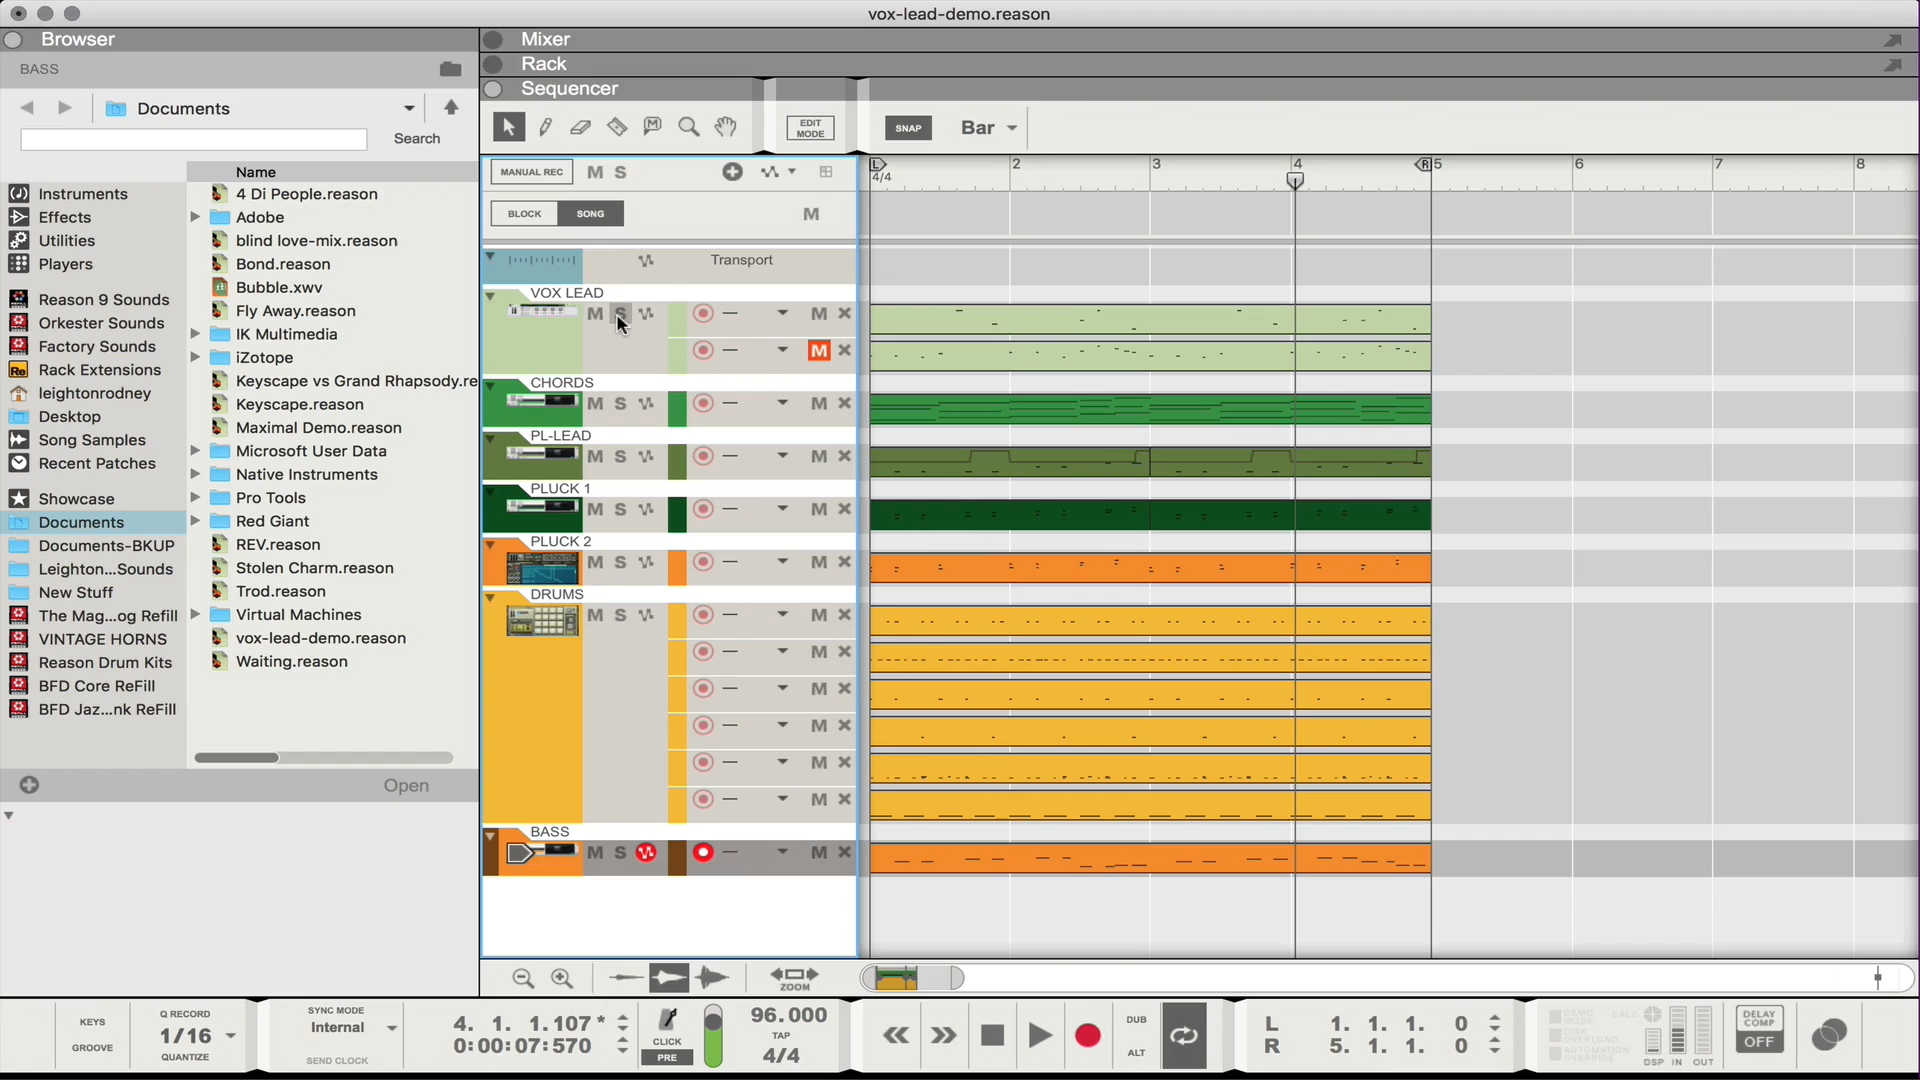 vox-lead-demo.reason
Browser
BASS
Documents
Search
Name
Instruments
Effects
Utilities
Players
Reason 9 Sounds
Orkester Sounds
Factory Sounds
Rack Extensions
leightonrodney
Desktop
Song Samples
Recent Patches
Showcase
Documents
Documents-BKUP
Leighton...Sounds
New Stuff
The Mag...og Refill
VINTAGE HORNS
Reason Drum Kits
BFD Core ReFill
BFD Jaz...nk ReFill
4 Di People.reason
Adobe
blind love-mix.reason
Bond.reason
Bubble.xwv
Fly Away.reason
IK Multimedia
iZotope
Keyscape vs Grand Rhapsody.re
Keyscape.reason
Maximal Demo.reason
Microsoft User Data
Native Instruments
Pro Tools
Red Giant
REV.reason
Stolen Charm.reason
Trod.reason
Virtual Machines
vox-lead-demo.reason
Waiting.reason
Open
Mixer
Rack
Sequencer
EDIT MODE
SNAP
Bar
MANUAL REC
M S
BLOCK SONG
M
L 2 3 4 R 5 6 7 8
4/4
Transport
VOX LEAD
M S M
M
CHORDS
M S M
PL-LEAD
M S M
PLUCK 1
M S M
PLUCK 2
M S M
DRUMS
M S M
M
M
M
M
M
BASS
M S M
ZOOM
KEYS
GROOVE
Q RECORD
1/16
QUANTIZE
SYNC MODE
Internal
SEND CLOCK
4. 1. 1.107 *
0:00:07:570
CLICK
PRE
96.000
TAP
4/4
DUB
ALT
L 1. 1. 1. 0
R 5. 1. 1. 0
DEMO MODE
DISK OVERLOAD
AUTOMATION OVERRIDE
CALC
DSP IN OUT
DELAY COMP
OFF